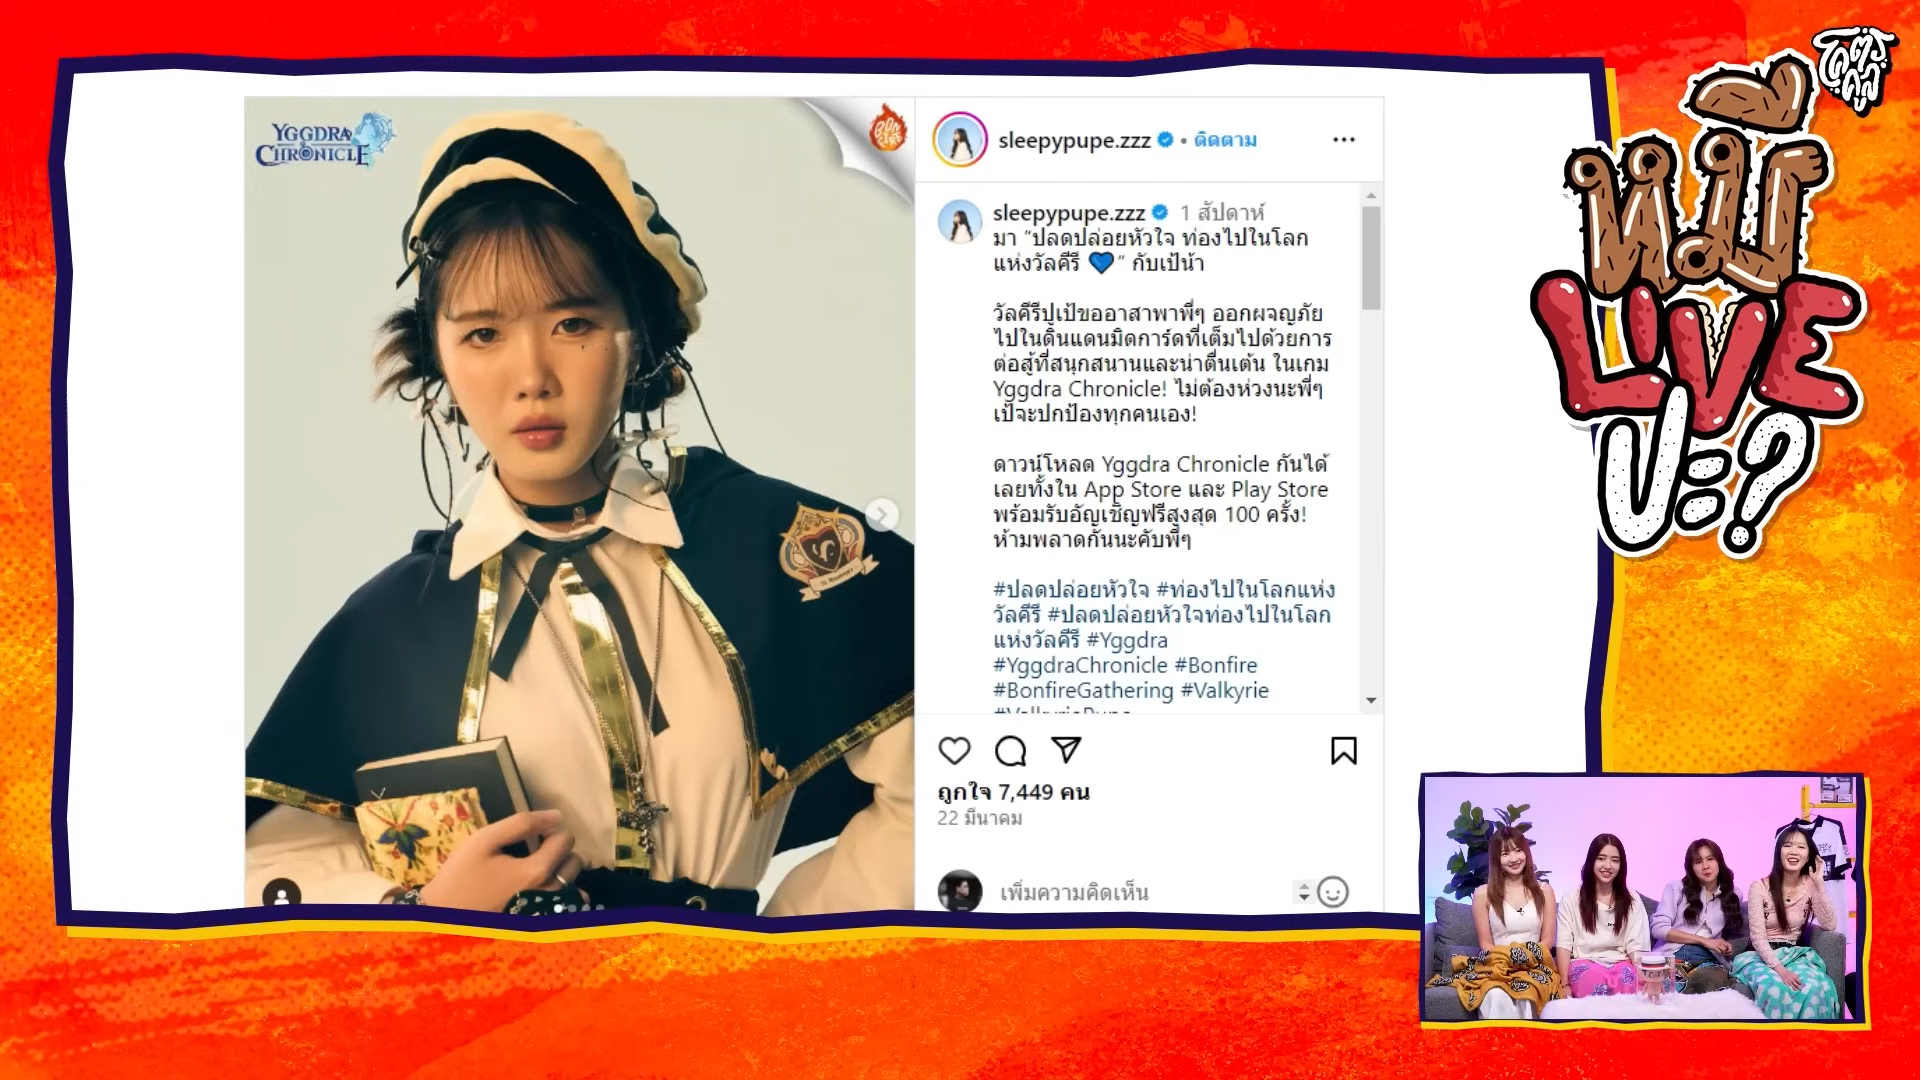 YGGDRA
CHRONICLE
BONFIRE
sleepypupe.zzz • ติดตาม
sleepypupe.zzz 1 สัปดาห์
มา “ปลดปล่อยหัวใจ ท่องไปในโลก
แห่งวัลคีรี 💙” กับเป้น้า
วัลคีรีปูเป้ขออาสาพาพี่ๆ ออกผจญภัย
ไปในดินแดนมิดการ์ดที่เต็มไปด้วยการ
ต่อสู้ที่สนุกสนานและน่าตื่นเต้น ในเกม
Yggdra Chronicle! ไม่ต้องห่วงนะพี่ๆ
เป้จะปกป้องทุกคนเอง!
ดาวน์โหลด Yggdra Chronicle กันได้
เลยทั้งใน App Store และ Play Store
พร้อมรับอัญเชิญฟรีสูงสุด 100 ครั้ง!
ห้ามพลาดกันนะคับพี่ๆ
#ปลดปล่อยหัวใจ #ท่องไปในโลกแห่ง
วัลคีรี #ปลดปล่อยหัวใจท่องไปในโลก
แห่งวัลคีรี #Yggdra
#YggdraChronicle #Bonfire
#BonfireGathering #Valkyrie
#ValkyriePupe
ถูกใจ 7,449 คน
22 มีนาคม
เพิ่มความคิดเห็น
โคตรคูล
หมี่
LIVE
ปะ?